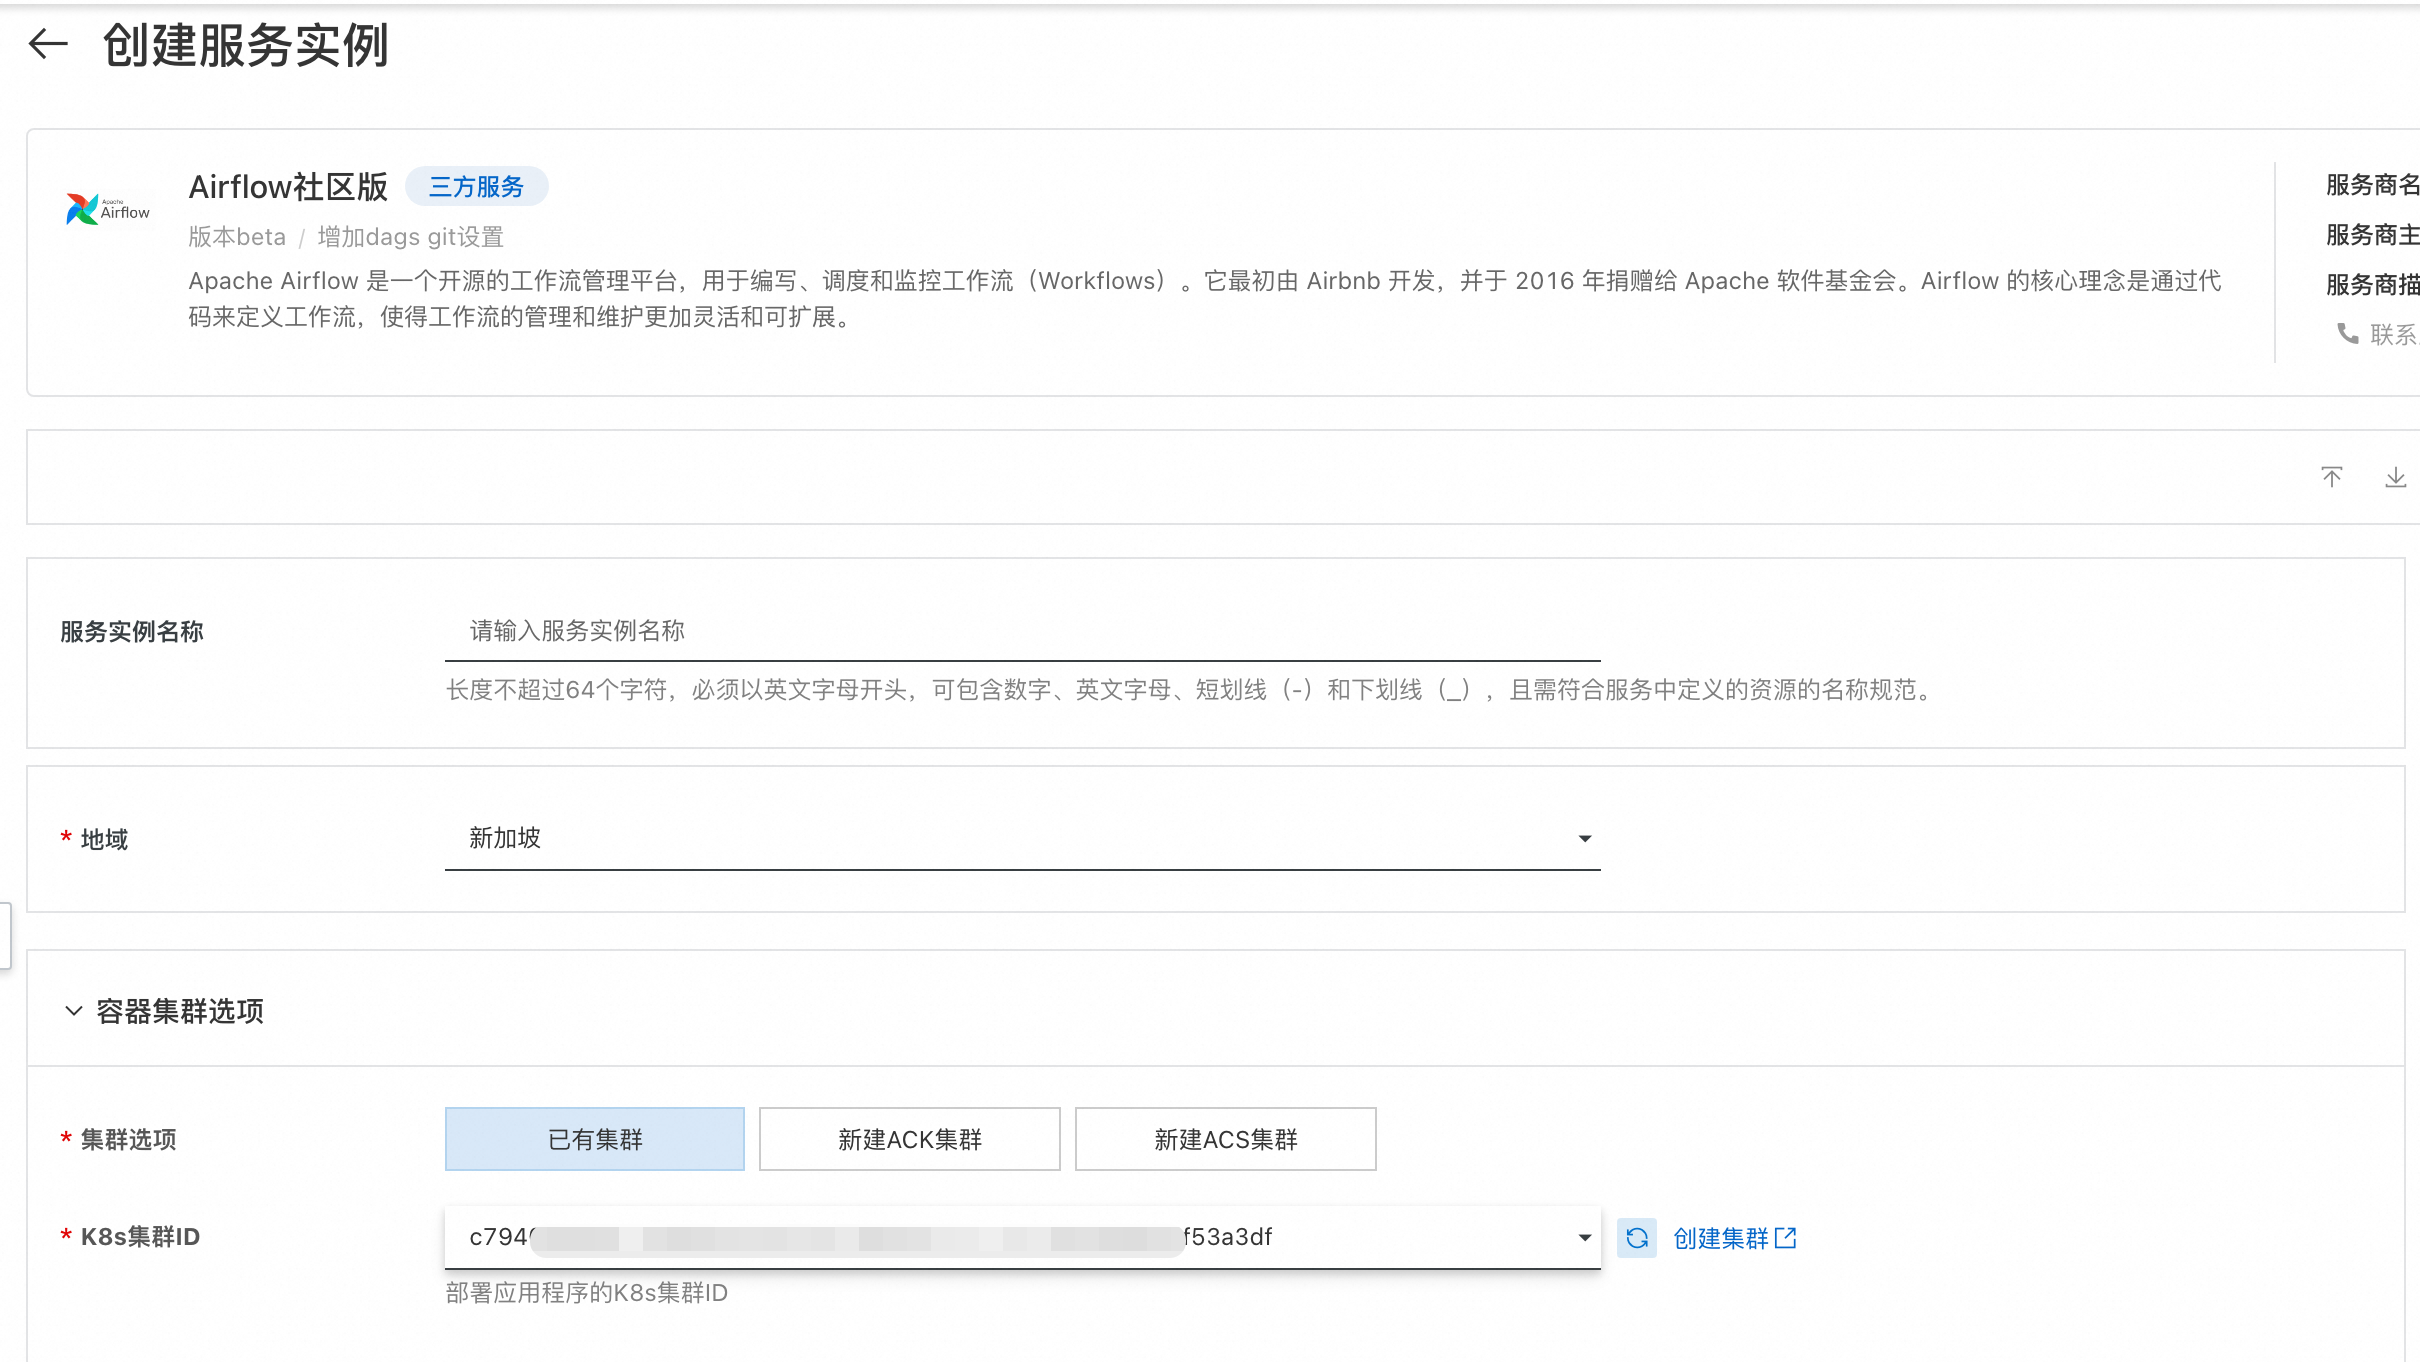 创建服务实例
Apache
Airflow
Airflow社区版 三方服务
版本beta / 增加dags git设置
Apache Airflow 是一个开源的工作流管理平台，用于编写、调度和监控工作流（Workflows）。它最初由 Airbnb 开发，并于 2016 年捐赠给 Apache 软件基金会。Airflow 的核心理念是通过代
码来定义工作流，使得工作流的管理和维护更加灵活和可扩展。
服务商名
服务商主
服务商描
联系
服务实例名称
请输入服务实例名称
长度不超过64个字符，必须以英文字母开头，可包含数字、英文字母、短划线（-）和下划线（_），且需符合服务中定义的资源的名称规范。
* 地域
新加坡
容器集群选项
* 集群选项
已有集群 新建ACK集群 新建ACS集群
* K8s集群ID
c794 f53a3df
创建集群
部署应用程序的K8s集群ID